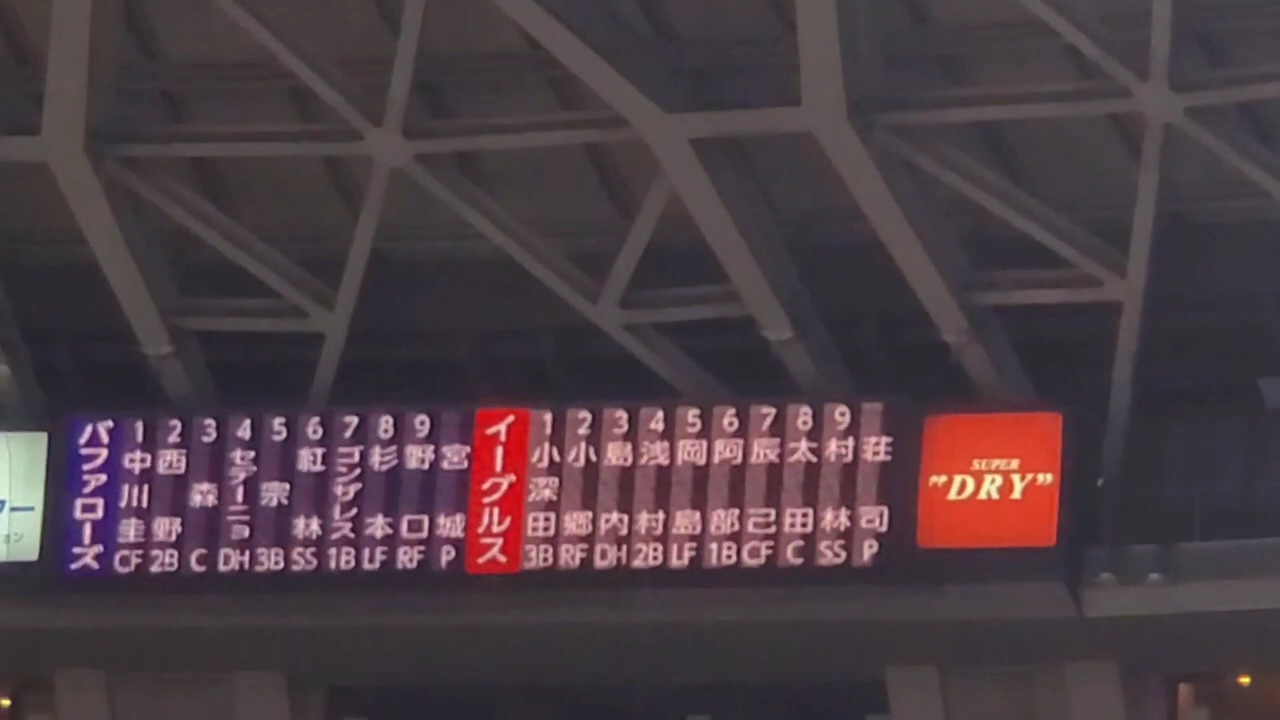 バファローズ
1 中川圭 CF
2 西野 2B
3 森 C
4 セデーニョ DH
5 宗 3B
6 紅林 SS
7 ゴンザレス 1B
8 杉本 LF
9 野口 RF
宮城 P
イーグルス
1 小深田 3B
2 小郷 RF
3 島内 DH
4 浅村 2B
5 岡島 LF
6 阿部 1B
7 辰己 CF
8 太田 C
9 村林 SS
荘司 P
SUPER
"DRY"